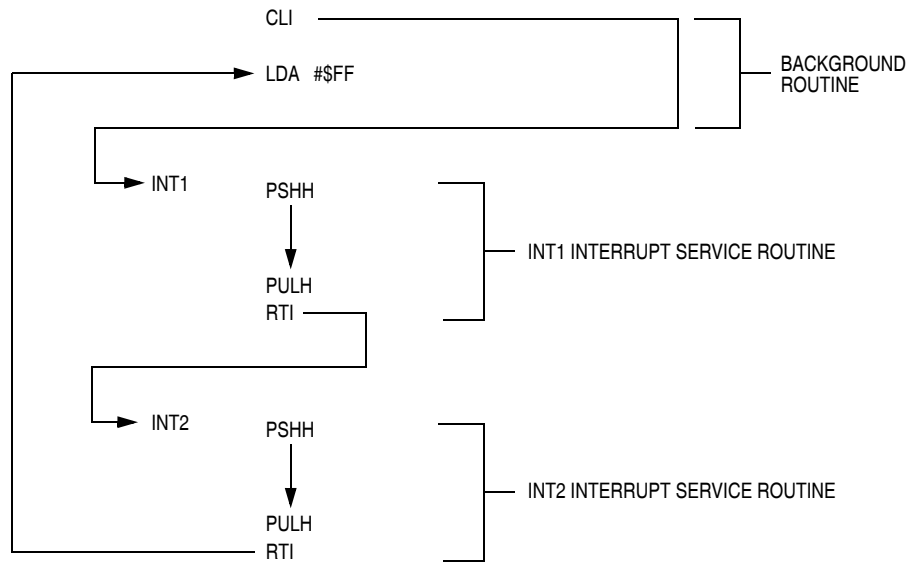 CLI
LDA #$FF
BACKGROUND
ROUTINE
INT1
PSHH
INT1 INTERRUPT SERVICE ROUTINE
PULH
RTI
INT2
PSHH
INT2 INTERRUPT SERVICE ROUTINE
PULH
RTI